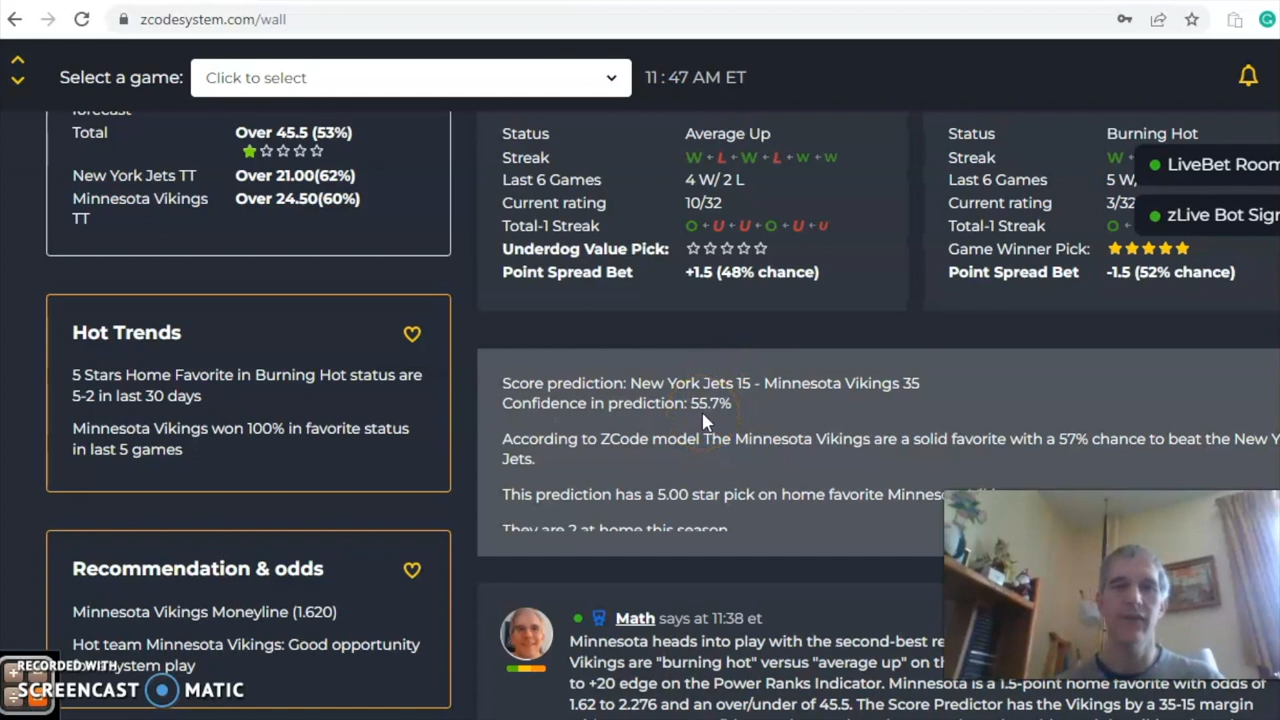 zcodesystem.com/wall
Select a game:
Click to select
11 : 47 AM ET
Total
Over 45.5 (53%)
New York Jets TT
Over 21.00(62%)
Minnesota Vikings
TT
Over 24.50(60%)
Hot Trends
5 Stars Home Favorite in Burning Hot status are
5-2 in last 30 days
Minnesota Vikings won 100% in favorite status
in last 5 games
Recommendation & odds
Minnesota Vikings Moneyline (1.620)
Hot team Minnesota Vikings: Good opportunity
system play
RECORDED WITH
SCREENCAST MATIC
Status
Average Up
Streak
W L W L W W
Last 6 Games
4 W/ 2 L
Current rating
10/32
Total-1 Streak
O U U O U U
Underdog Value Pick:
Point Spread Bet
+1.5 (48% chance)
Status
Burning Hot
Streak
W
Last 6 Games
5 W/
Current rating
3/32
Total-1 Streak
O
Game Winner Pick:
Point Spread Bet
-1.5 (52% chance)
LiveBet Room
zLive Bot Sig
Score prediction: New York Jets 15 - Minnesota Vikings 35
Confidence in prediction: 55.7%
According to ZCode model The Minnesota Vikings are a solid favorite with a 57% chance to beat the New Y
Jets.
This prediction has a 5.00 star pick on home favorite Minnes
They are 2 at home this season
Math says at 11:38 et
Minnesota heads into play with the second-best re
Vikings are "burning hot" versus "average up" on th
to +20 edge on the Power Ranks Indicator. Minnesota is a 1.5-point home favorite with odds of
1.62 to 2.276 and an over/under of 45.5. The Score Predictor has the Vikings by a 35-15 margin